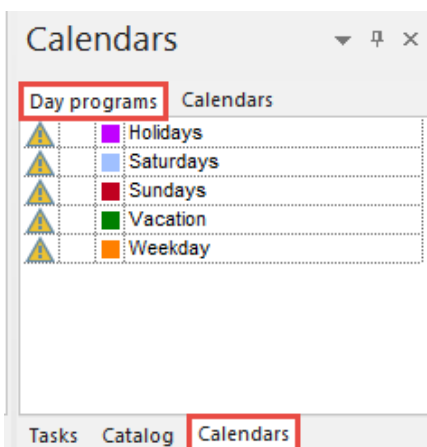 Calendars
Day programs Calendars
Holidays
Saturdays
Sundays
Vacation
Weekday
Tasks Catalog Calendars